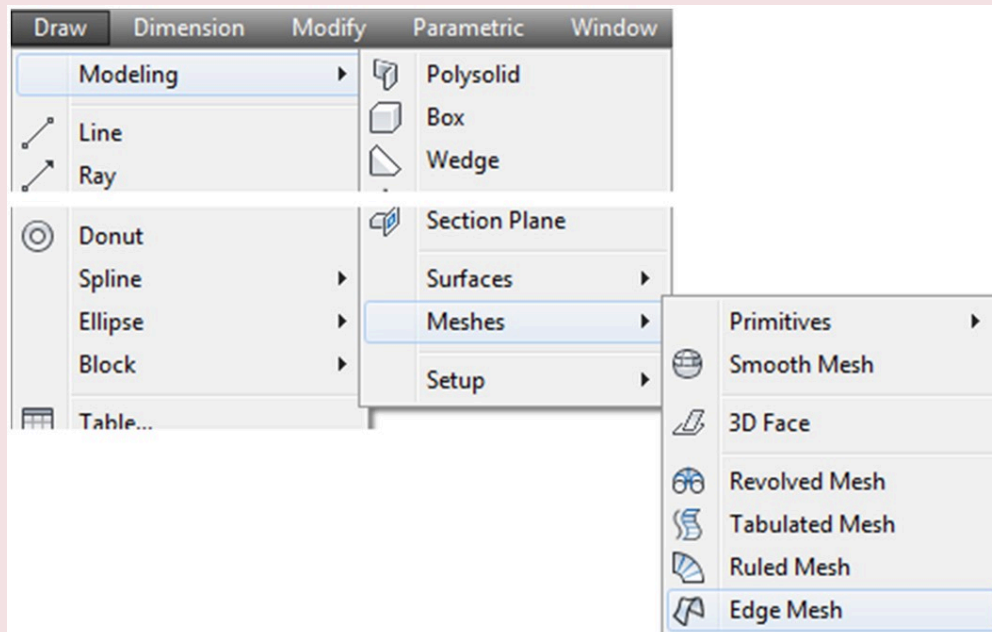 Draw Dimension Modify Parametric Window
Modeling
Line
Ray
Donut
Spline
Ellipse
Block
Table...
Polysolid
Box
Wedge
Section Plane
Surfaces
Meshes
Setup
Primitives
Smooth Mesh
3D Face
Revolved Mesh
Tabulated Mesh
Ruled Mesh
Edge Mesh